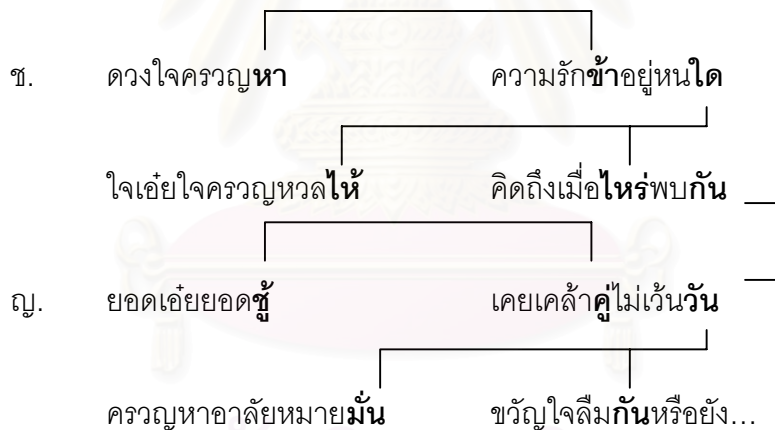 ช. ดวงใจครวญหา ความรักข้าอยู่หนใด
ใจเอ๋ยใจครวญหวลไห้ คิดถึงเมื่อไหร่พบกัน
ญ. ยอดเอ๋ยยอดชู้ เคยเคล้าคู่ไม่เว้นวัน
ครวญหาอาลัยหมายมั่น ขวัญใจลืมกันหรือยัง...